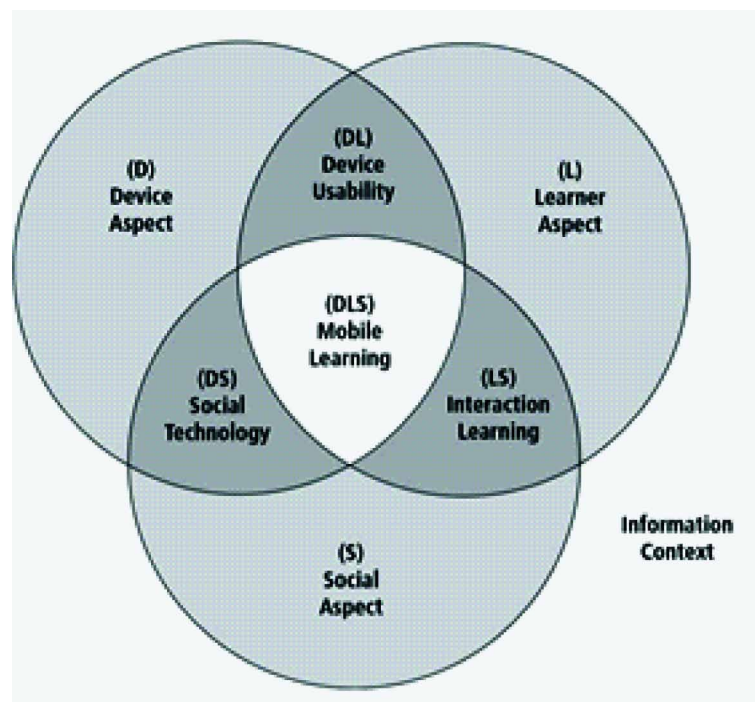 (DL)
Device
Usability
(D)
Device
Aspect
(L)
Learner
Aspect
(DLS)
Mobile
Learning
(DS)
Social
Technology
(LS)
Interaction
Learning
Information
Context
(S)
Social
Aspect